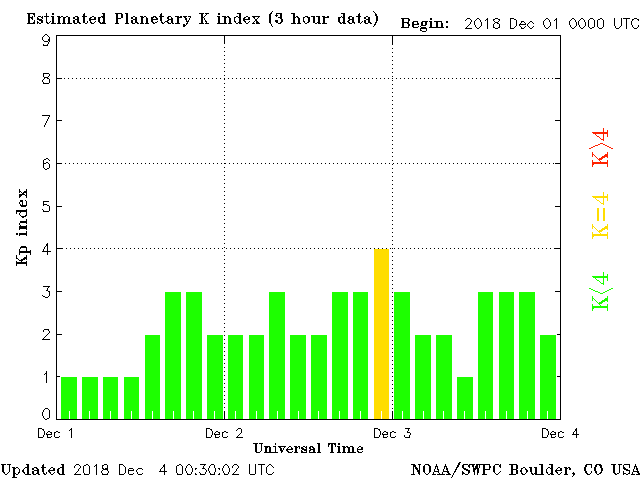 Estimated Planetary K index (3 hour data) Begin: 2018 Dec 01 0000 UTC
9
8
7
6
5
4
3
2
1
0
Kp index
K>4
K=4
K<4
Dec 1 Dec 2 Dec 3 Dec 4
Universal Time
Updated 2018 Dec 4 00:30:02 UTC NOAA/SWPC Boulder, CO USA